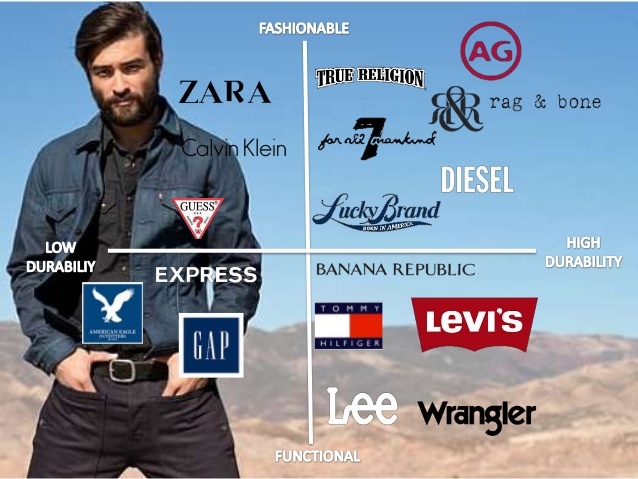 FASHIONABLE
AG
ZARA
TRUE RELIGION
R&R rag & bone
Calvin Klein
for all 7 mankind
DIESEL
GUESS
U.S.A.
?
Lucky Brand
BORN IN AMERICA
LOW
DURABILIY
HIGH
DURABILITY
EXPRESS
BANANA REPUBLIC
AMERICAN EAGLE
OUTFITTERS
GAP
TOMMY
HILFIGER
LEVI'S
Lee
Wrangler
FUNCTIONAL